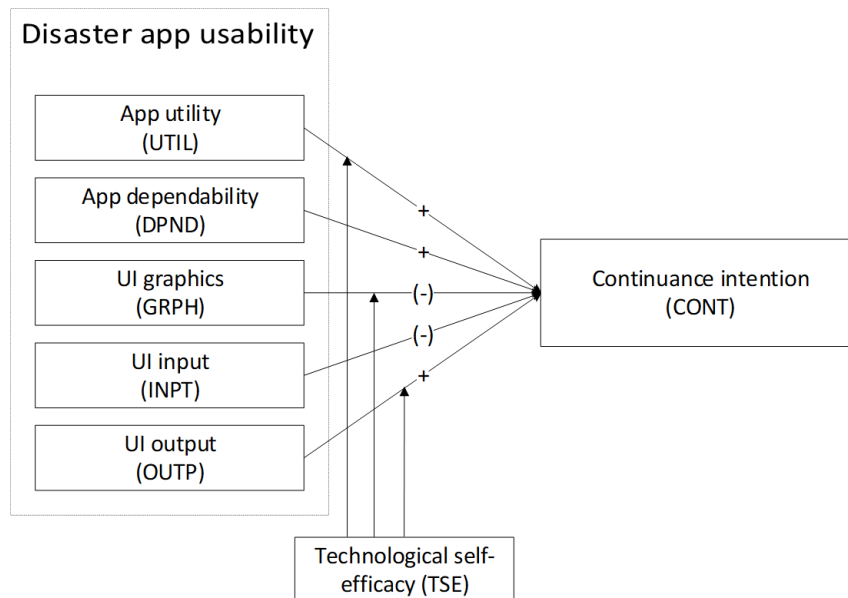 Disaster app usability
App utility
(UTIL)
+
App dependability
(DPND)
+
UI graphics
(GRPH)
(-)
Continuance intention
(CONT)
(-)
UI input
(INPT)
+
UI output
(OUTP)
Technological self-
efficacy (TSE)